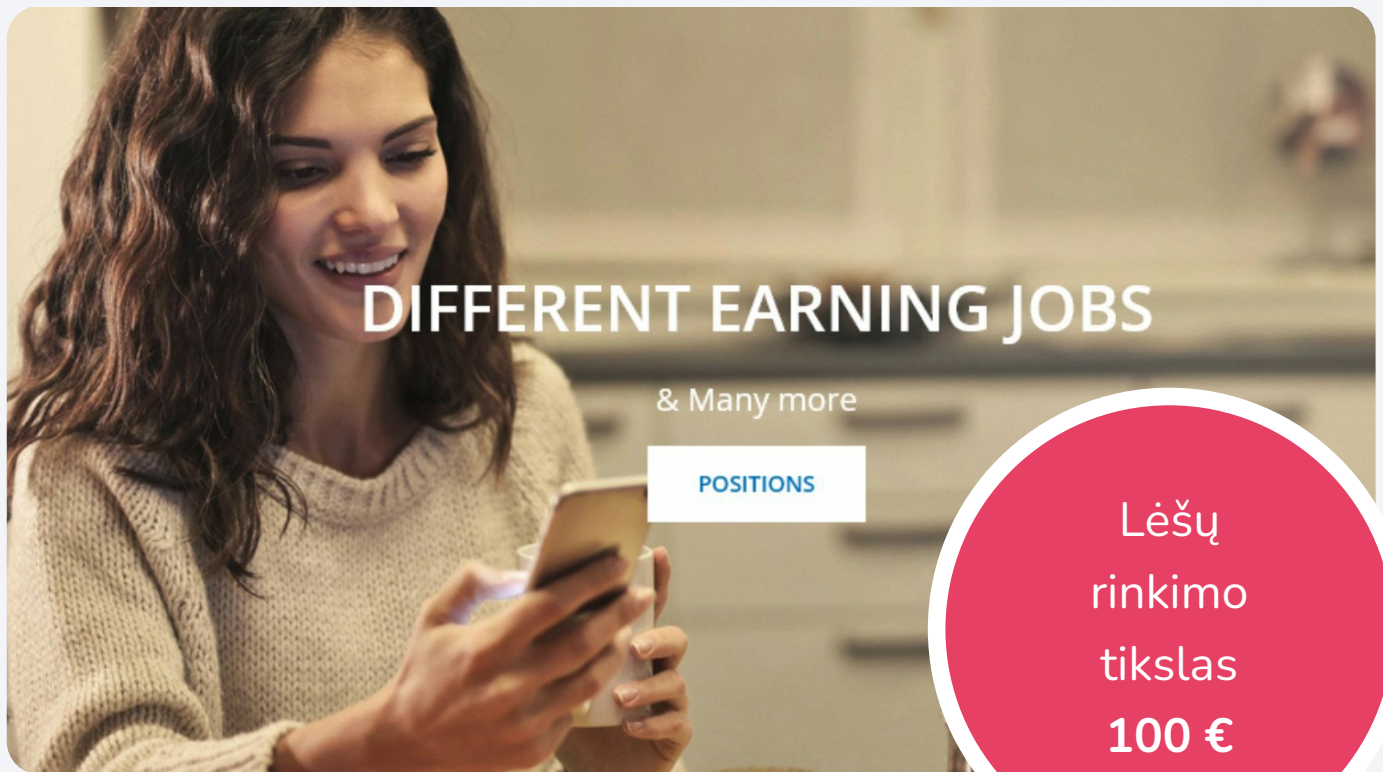 DIFFERENT EARNING JOBS
& Many more
POSITIONS
Lėšų
rinkimo
tikslas
100 €